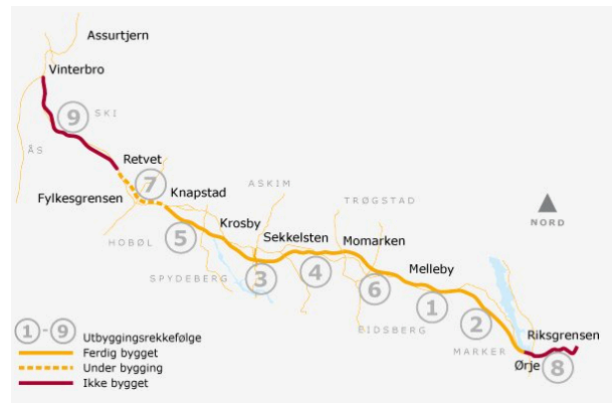 Assurtjern
Vinterbro
9
SKI
ÅS
Retvet
7
Fylkesgrensen
Knapstad
ASKIM
TRØGSTAD
NORD
Krosby
HOBØL
5
Sekkelsten
Momarken
SPYDEBERG
3
4
Melleby
6
1
EIDSBERG
2
Riksgrensen
MARKER
Ørje
8
1 - 9 Utbyggingsrekkefølge
Ferdig bygget
Under bygging
Ikke bygget